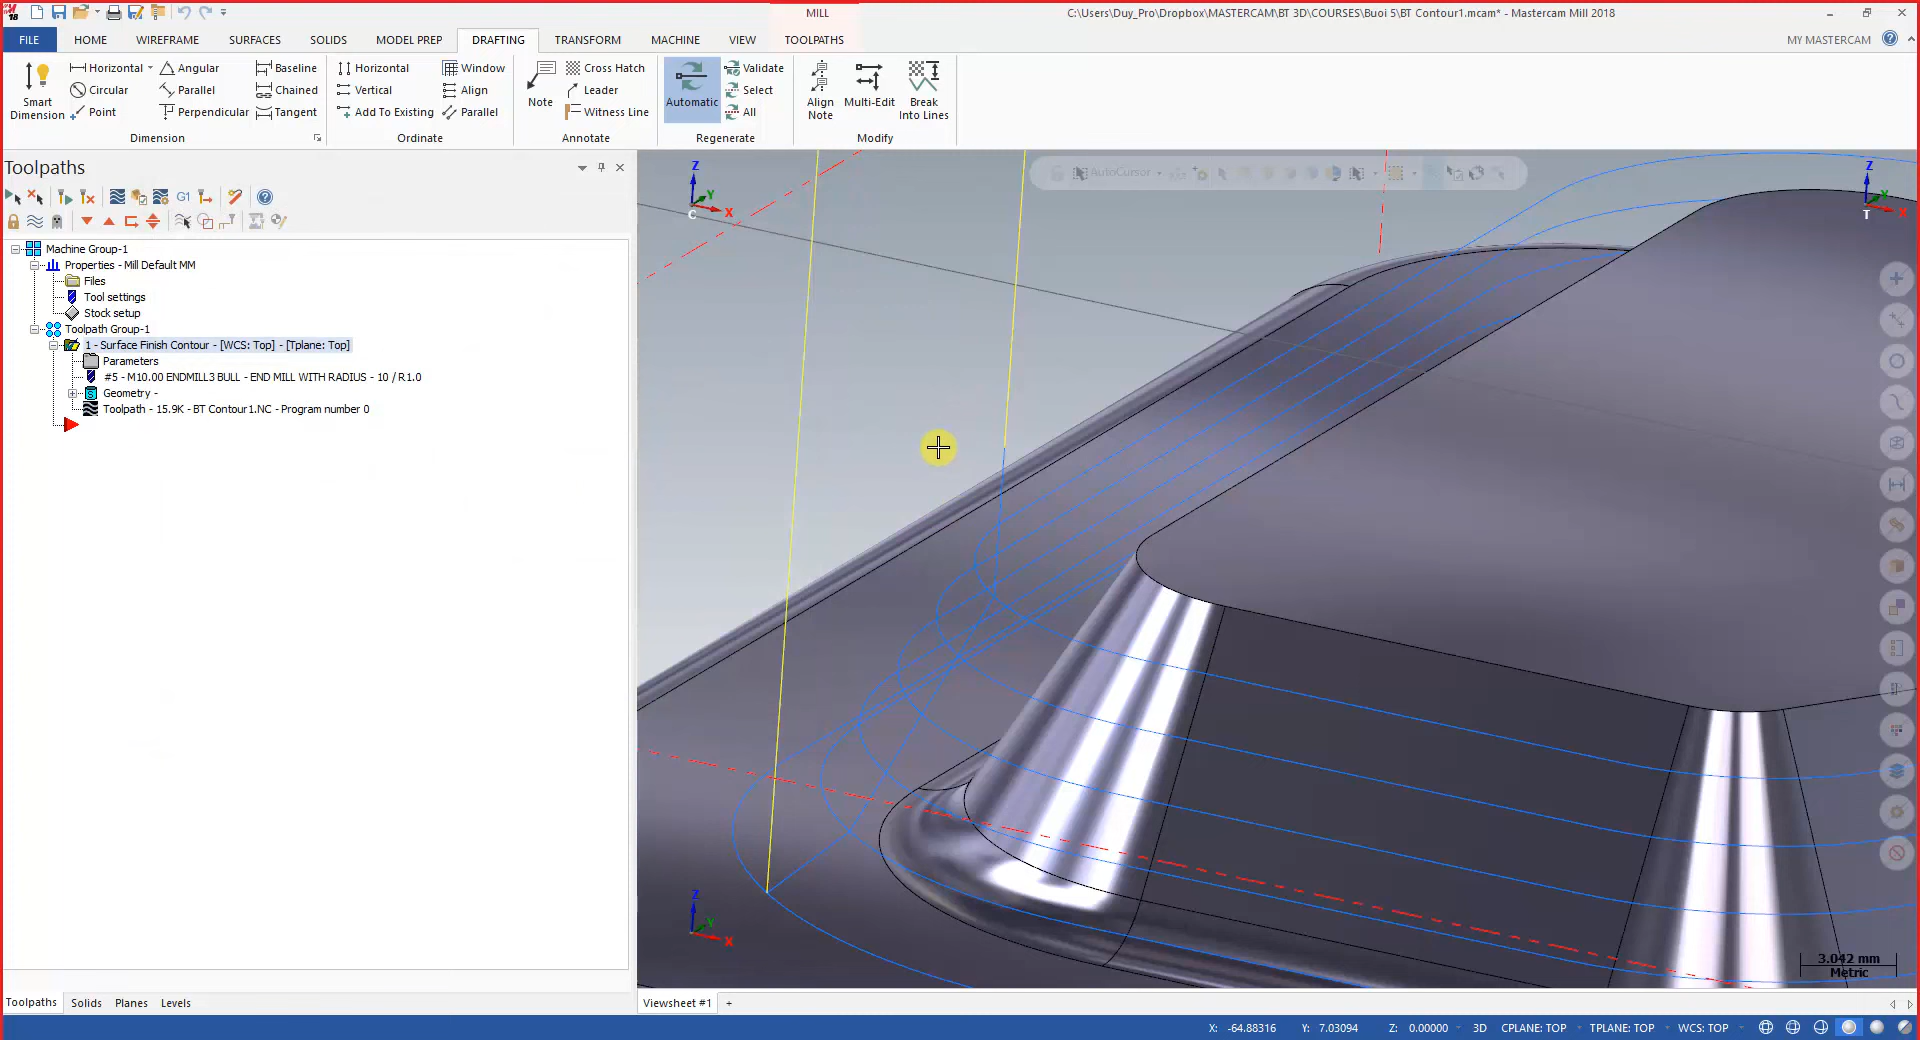 MILL
C:\Users\Duy_Pro\Dropbox\MASTERCAM\BT 3D\COURSES\Buoi 5\BT Contour1.mcam* - Mastercam Mill 2018
18
FILE HOME WIREFRAME SURFACES SOLIDS MODEL PREP DRAFTING TRANSFORM MACHINE VIEW TOOLPATHS
MY MASTERCAM
Smart
Dimension
Horizontal
Angular
Baseline
Circular
Parallel
Chained
Point
Perpendicular
Tangent
Dimension
Horizontal
Window
Vertical
Align
Add To Existing
Parallel
Ordinate
Note
Cross Hatch
Leader
Witness Line
Annotate
Automatic
Validate
Select
All
Regenerate
Align
Note
Multi-Edit
Break
Into Lines
Modify
Toolpaths
G1
Machine Group-1
Properties - Mill Default MM
Files
Tool settings
Stock setup
Toolpath Group-1
1 - Surface Finish Contour - [WCS: Top] - [Tplane: Top]
Parameters
#5 - M10.00 ENDMILL3 BULL - END MILL WITH RADIUS - 10 / R1.0
Geometry -
Toolpath - 15.9K - BT Contour1.NC - Program number 0
AutoCursor
Z
Y
X
C
Z
Y
X
T
Z
Y
X
3.042 mm
Metric
Toolpaths Solids Planes Levels
Viewsheet #1 +
X: -64.88316 Y: 7.03094 Z: 0.00000 3D CPLANE: TOP TPLANE: TOP WCS: TOP